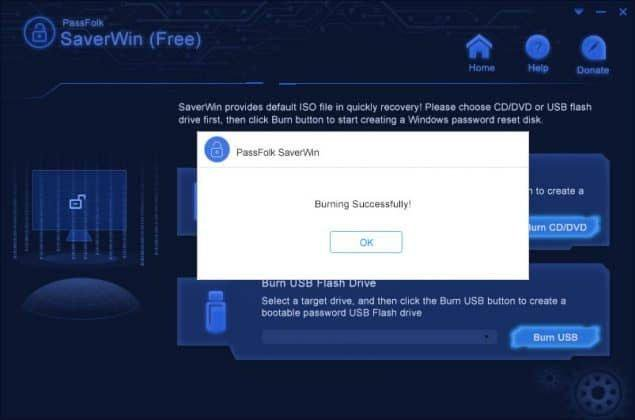 PassFolk
SaverWin (Free)
Home
Help
Donate
SaverWin provides default ISO file in quickly recovery! Please choose CD/DVD or USB flash
drive first, then click Burn button to start creating a Windows password reset disk.
PassFolk SaverWin
Burning Successfully!
OK
to create a
CD/DVD
Burn USB Flash Drive
Select a target drive, and then click the Burn USB button to create a
bootable password USB Flash drive
Burn USB